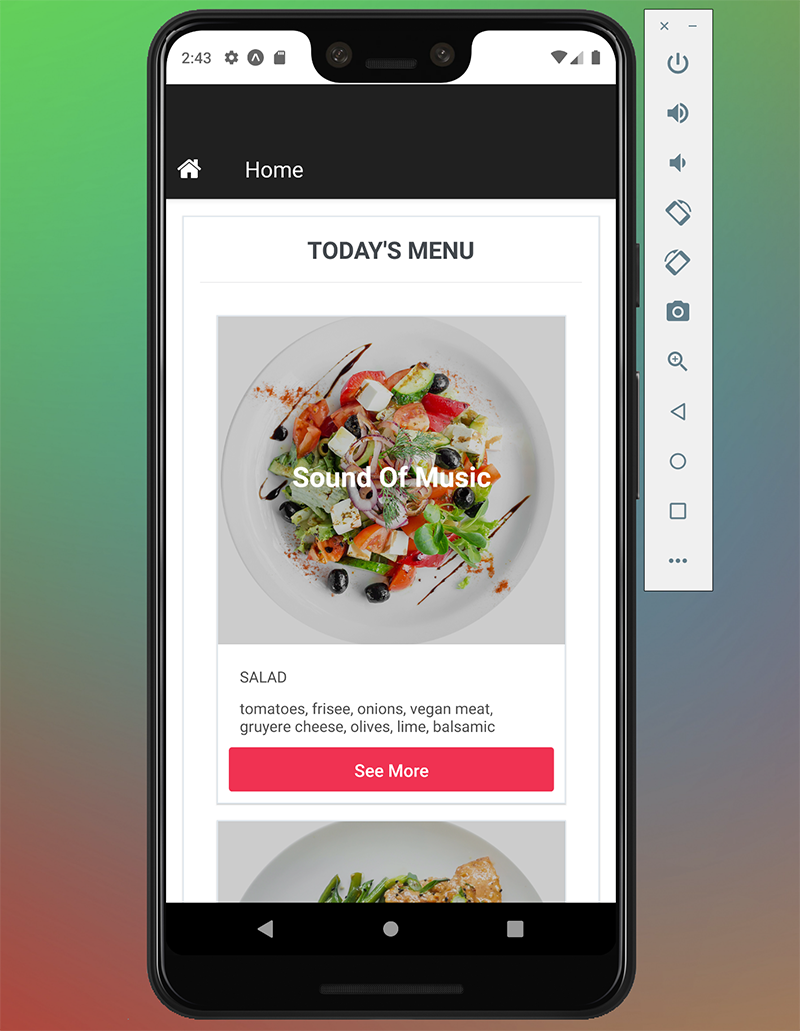 2:43
Home
TODAY'S MENU
Sound Of Music
SALAD
tomatoes, frisee, onions, vegan meat,
gruyere cheese, olives, lime, balsamic
See More